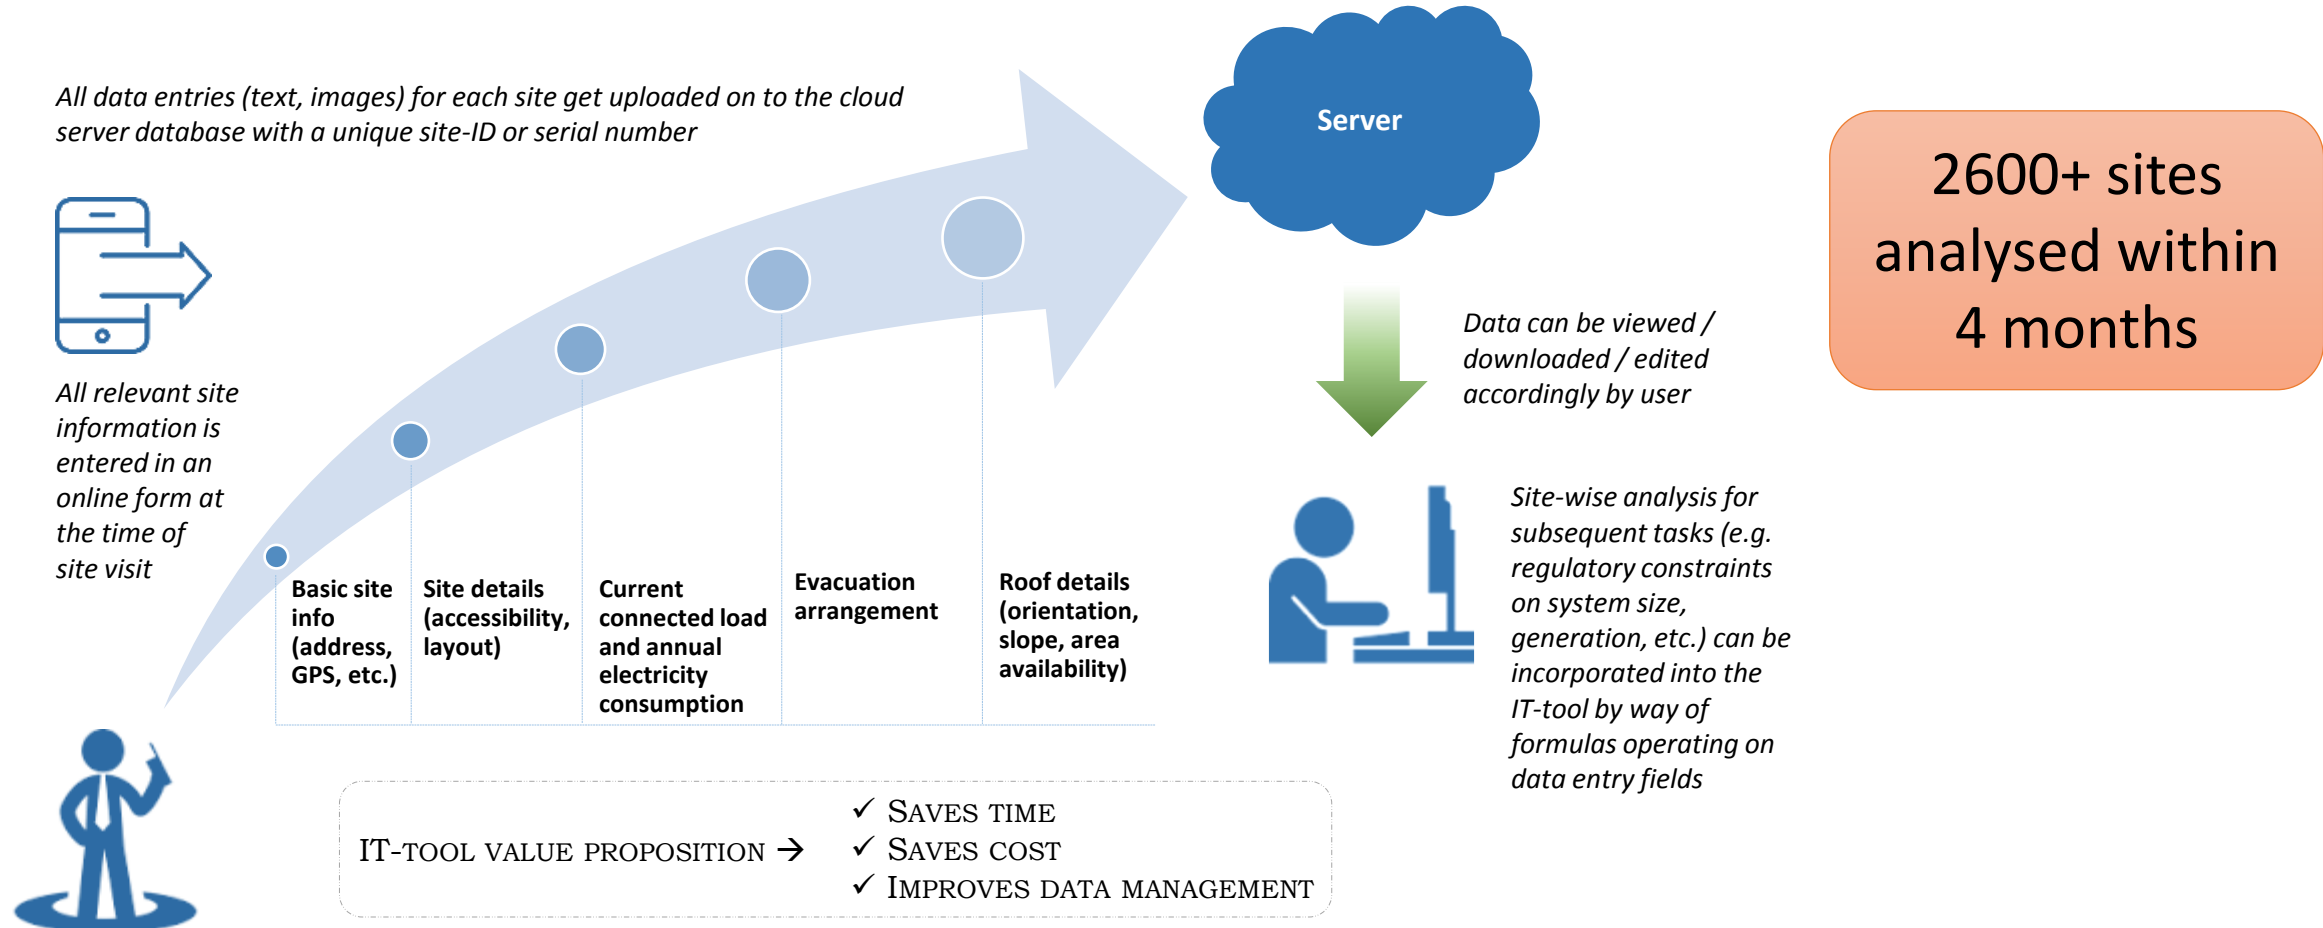 All data entries (text, images) for each site get uploaded on to the cloud
server database with a unique site-ID or serial number
Server
2600+ sites
analysed within
4 months
All relevant site
information is
entered in an
online form at
the time of
site visit
Data can be viewed /
downloaded / edited
accordingly by user
Basic site
info
(address,
GPS, etc.)
Site details
(accessibility,
layout)
Current
connected load
and annual
electricity
consumption
Evacuation
arrangement
Roof details
(orientation,
slope, area
availability)
Site-wise analysis for
subsequent tasks (e.g.
regulatory constraints
on system size,
generation, etc.) can be
incorporated into the
IT-tool by way of
formulas operating on
data entry fields
IT-TOOL VALUE PROPOSITION →
✓ SAVES TIME
✓ SAVES COST
✓ IMPROVES DATA MANAGEMENT